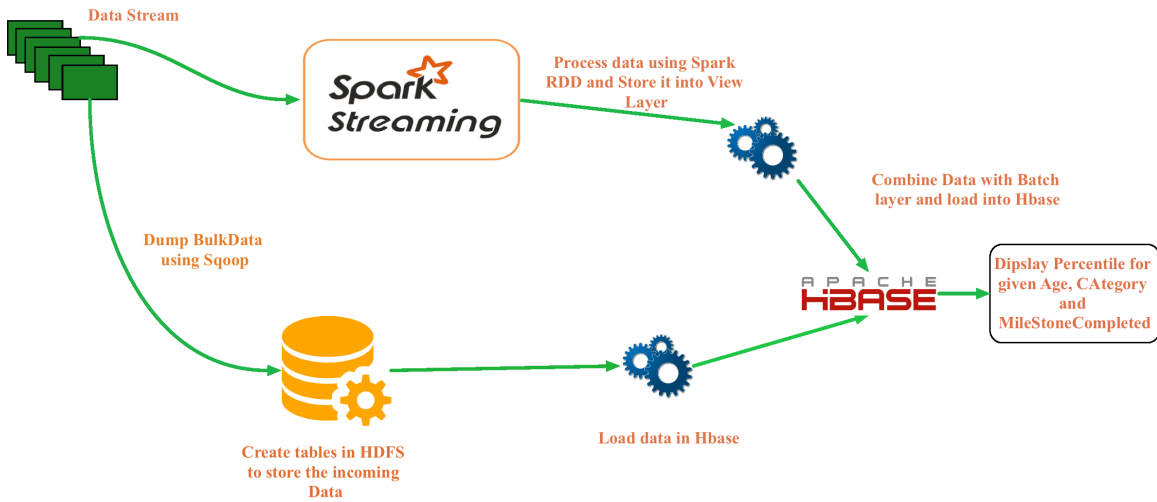 Data Stream
Spark
Streaming
Process data using Spark
RDD and Store it into View
Layer
Combine Data with Batch
layer and load into Hbase
Dump BulkData
using Sqoop
APACHE
HBASE
Dipslay Percentile for
given Age, CAtegory
and
MileStoneCompleted
Create tables in HDFS
to store the incoming
Data
Load data in Hbase